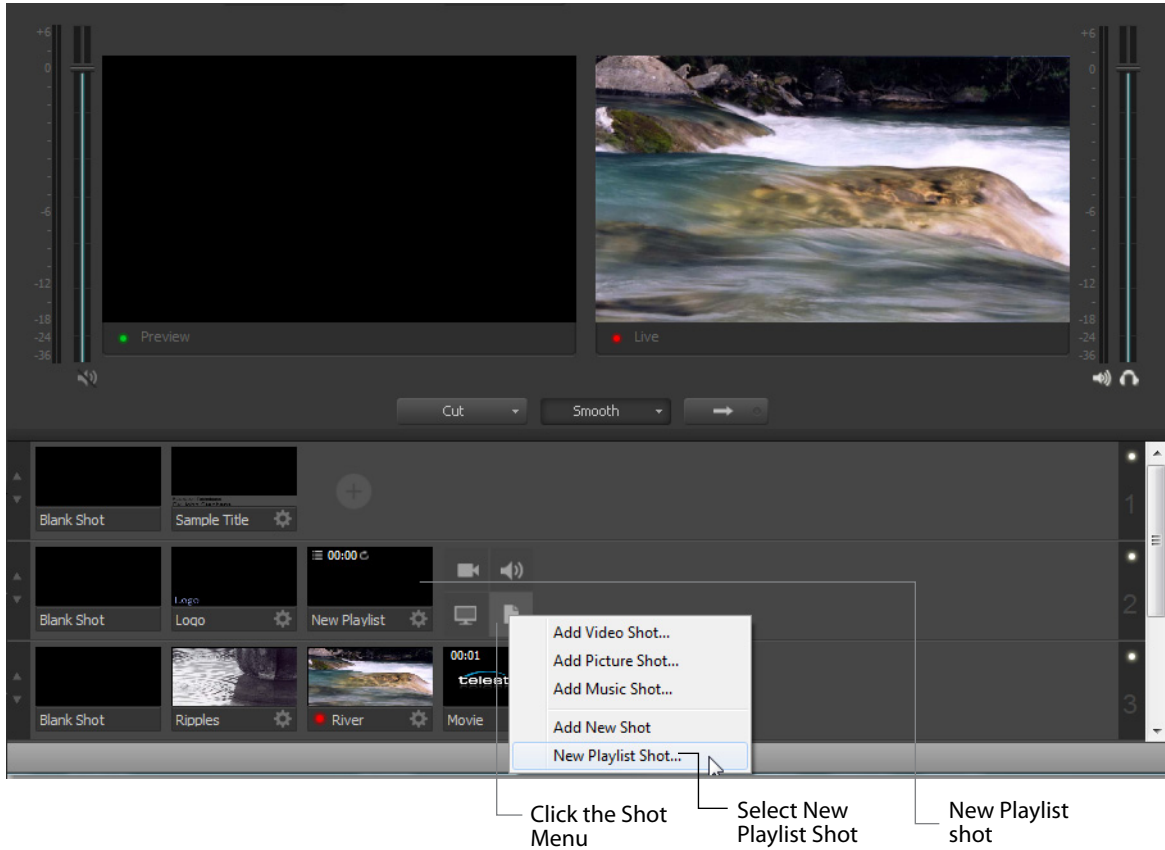 +6
-
0
-
-
-
-
-
-
-6
-
-
-12
-
-18
-24
-36
Preview
+6
-
0
-
-
-
-
-
-
-6
-
-
-12
-
-18
-24
-36
Live
Cut
Smooth
Blank Shot
Sample Title
1
00:00
Blank Shot
Logo
Logo
New Playlist
2
00:01
telest
Blank Shot
Ripples
River
Movie
3
Add Video Shot...
Add Picture Shot...
Add Music Shot...
Add New Shot
New Playlist Shot...
Click the Shot
Menu
Select New
Playlist Shot
New Playlist
shot